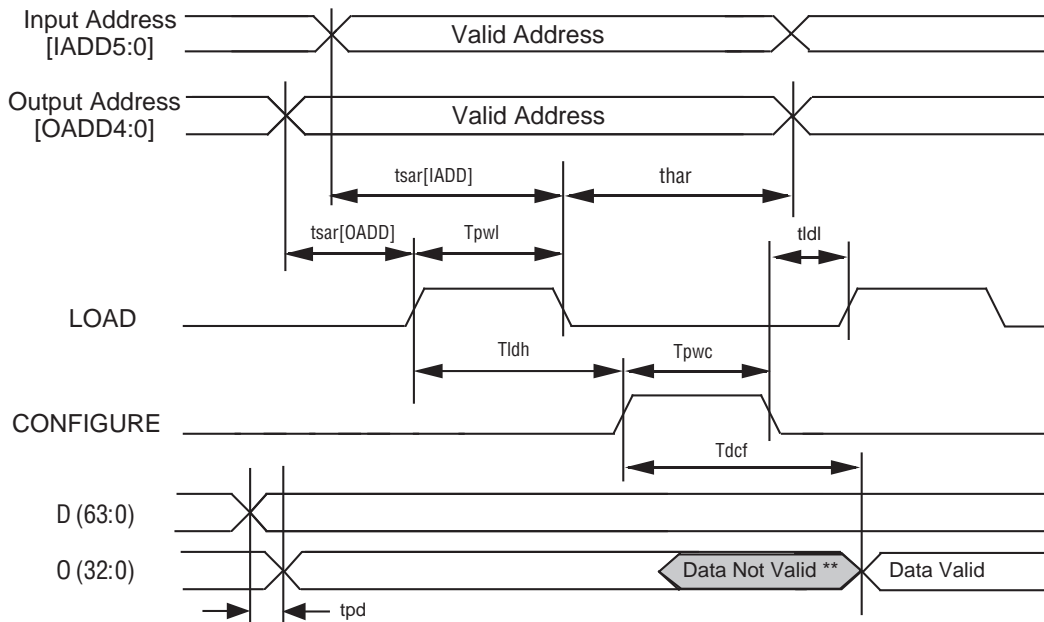 Input Address
[IADD5:0]
Valid Address
Output Address
[OADD4:0]
Valid Address
tsar[IADD]
thar
tsar[OADD]
Tpwl
tldl
LOAD
Tldh
Tpwc
CONFIGURE
Tdcf
D (63:0)
O (32:0)
Data Not Valid **
Data Valid
tpd